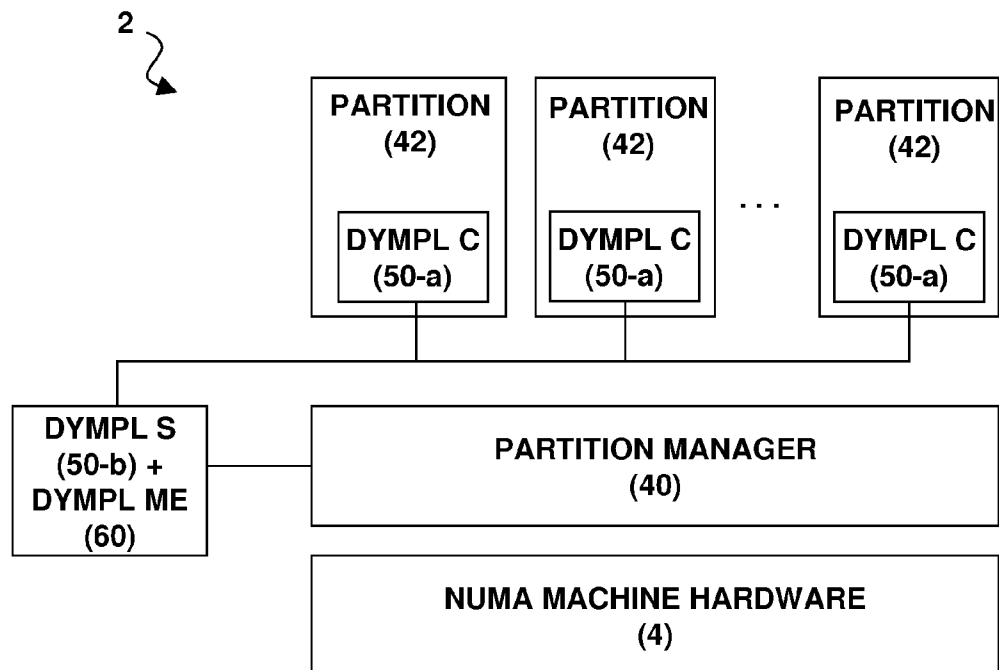 2
PARTITION
(42)
PARTITION
(42)
PARTITION
(42)
. . .
DYMPL C
(50-a)
DYMPL C
(50-a)
DYMPL C
(50-a)
DYMPL S
(50-b) +
DYMPL ME
(60)
PARTITION MANAGER
(40)
NUMA MACHINE HARDWARE
(4)